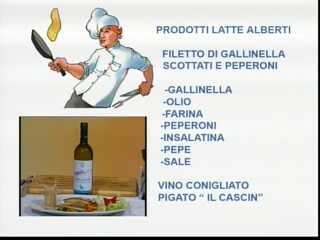 PRODOTTI LATTE ALBERTI
FILETTO DI GALLINELLA
SCOTTATI E PEPERONI
-GALLINELLA
-OLIO
-FARINA
-PEPERONI
-INSALATINA
-PEPE
-SALE
VINO CONIGLIATO
PIGATO “ IL CASCIN”